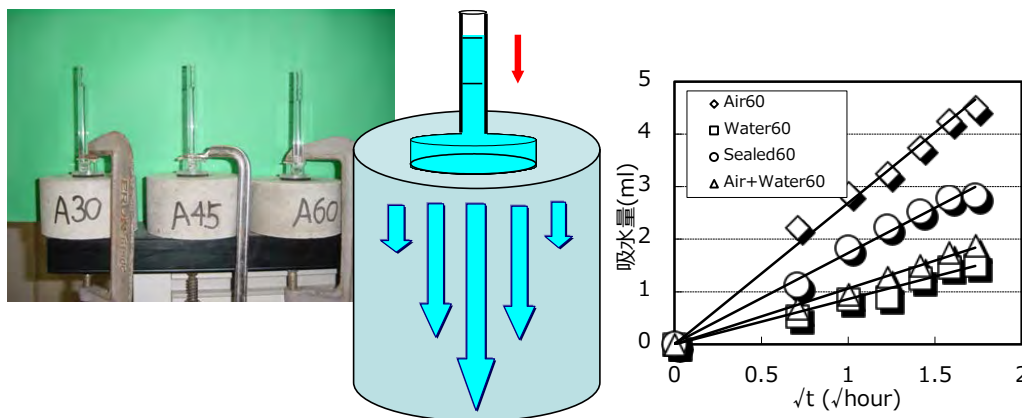 A30
A45
A60
5
4
3
2
1
0
吸水量(ml)
Air60
Water60
Sealed60
Air+Water60
0
0.5
1
1.5
2
√t (√hour)